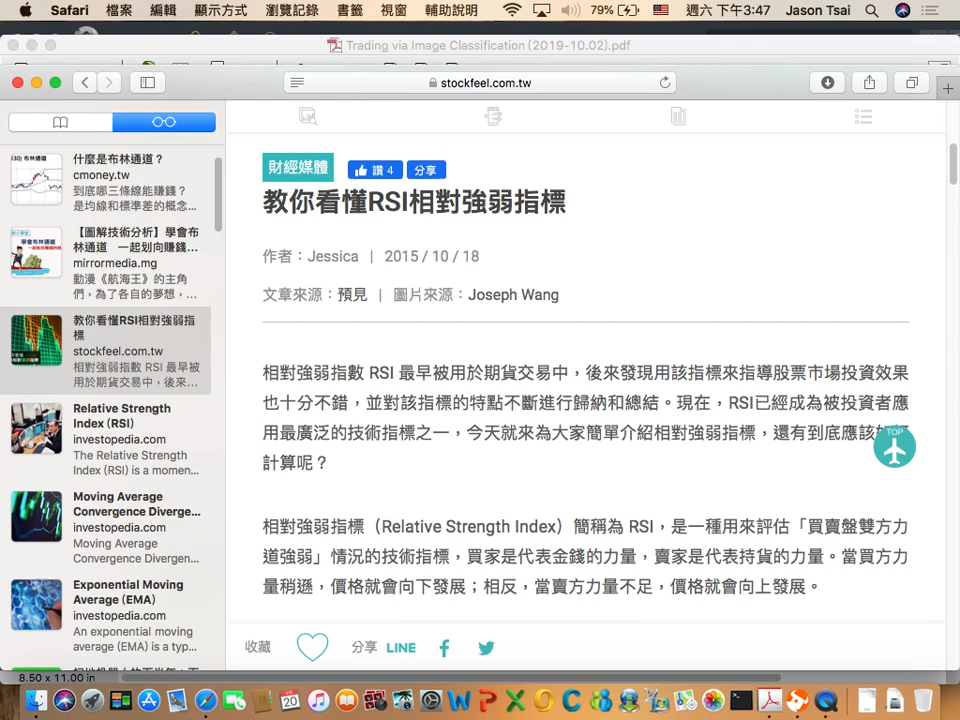 Safari 檔案 編輯 顯示方式 瀏覽記錄 書籤 視窗 輔助說明 79% 週六 下午3:47 Jason Tsai
Trading via Image Classification (2019-10.02).pdf
stockfeel.com.tw
什麼是布林通道？
cmoney.tw
到底哪三條線能賺錢？
是均線和標準差的概念...
【圖解技術分析】學會布
林通道 一起划向賺錢...
mirrormedia.mg
動漫《航海王》的主角
們，為了各自的夢想，...
教你看懂RSI相對強弱指
標
stockfeel.com.tw
相對強弱指數 RSI 最早被
用於期貨交易中，後來...
Relative Strength
Index (RSI)
investopedia.com
The Relative Strength
Index (RSI) is a momen...
Moving Average
Convergence Diverge...
investopedia.com
Moving Average
Convergen...
Exponential Moving
Average (EMA)
investopedia.com
An exponential moving
average (EMA) is a typ...
財經媒體 讚 4 分享
教你看懂RSI相對強弱指標
作者：Jessica | 2015 / 10 / 18
文章來源：預見 | 圖片來源：Joseph Wang
相對強弱指數 RSI 最早被用於期貨交易中，後來發現用該指標來指導股票市場投資效果
也十分不錯，並對該指標的特點不斷進行歸納和總結。現在，RSI已經成為被投資者應
用最廣泛的技術指標之一，今天就來為大家簡單介紹相對強弱指標，還有到底應該
計算呢？
TOP
相對強弱指標（Relative Strength Index）簡稱為 RSI，是一種用來評估「買賣盤雙方力
道強弱」情況的技術指標，買家是代表金錢的力量，賣家是代表持貨的力量。當買方力
量稍遜，價格就會向下發展；相反，當賣方力量不足，價格就會向上發展。
收藏 分享 LINE
8.50 x 11.00 in
20